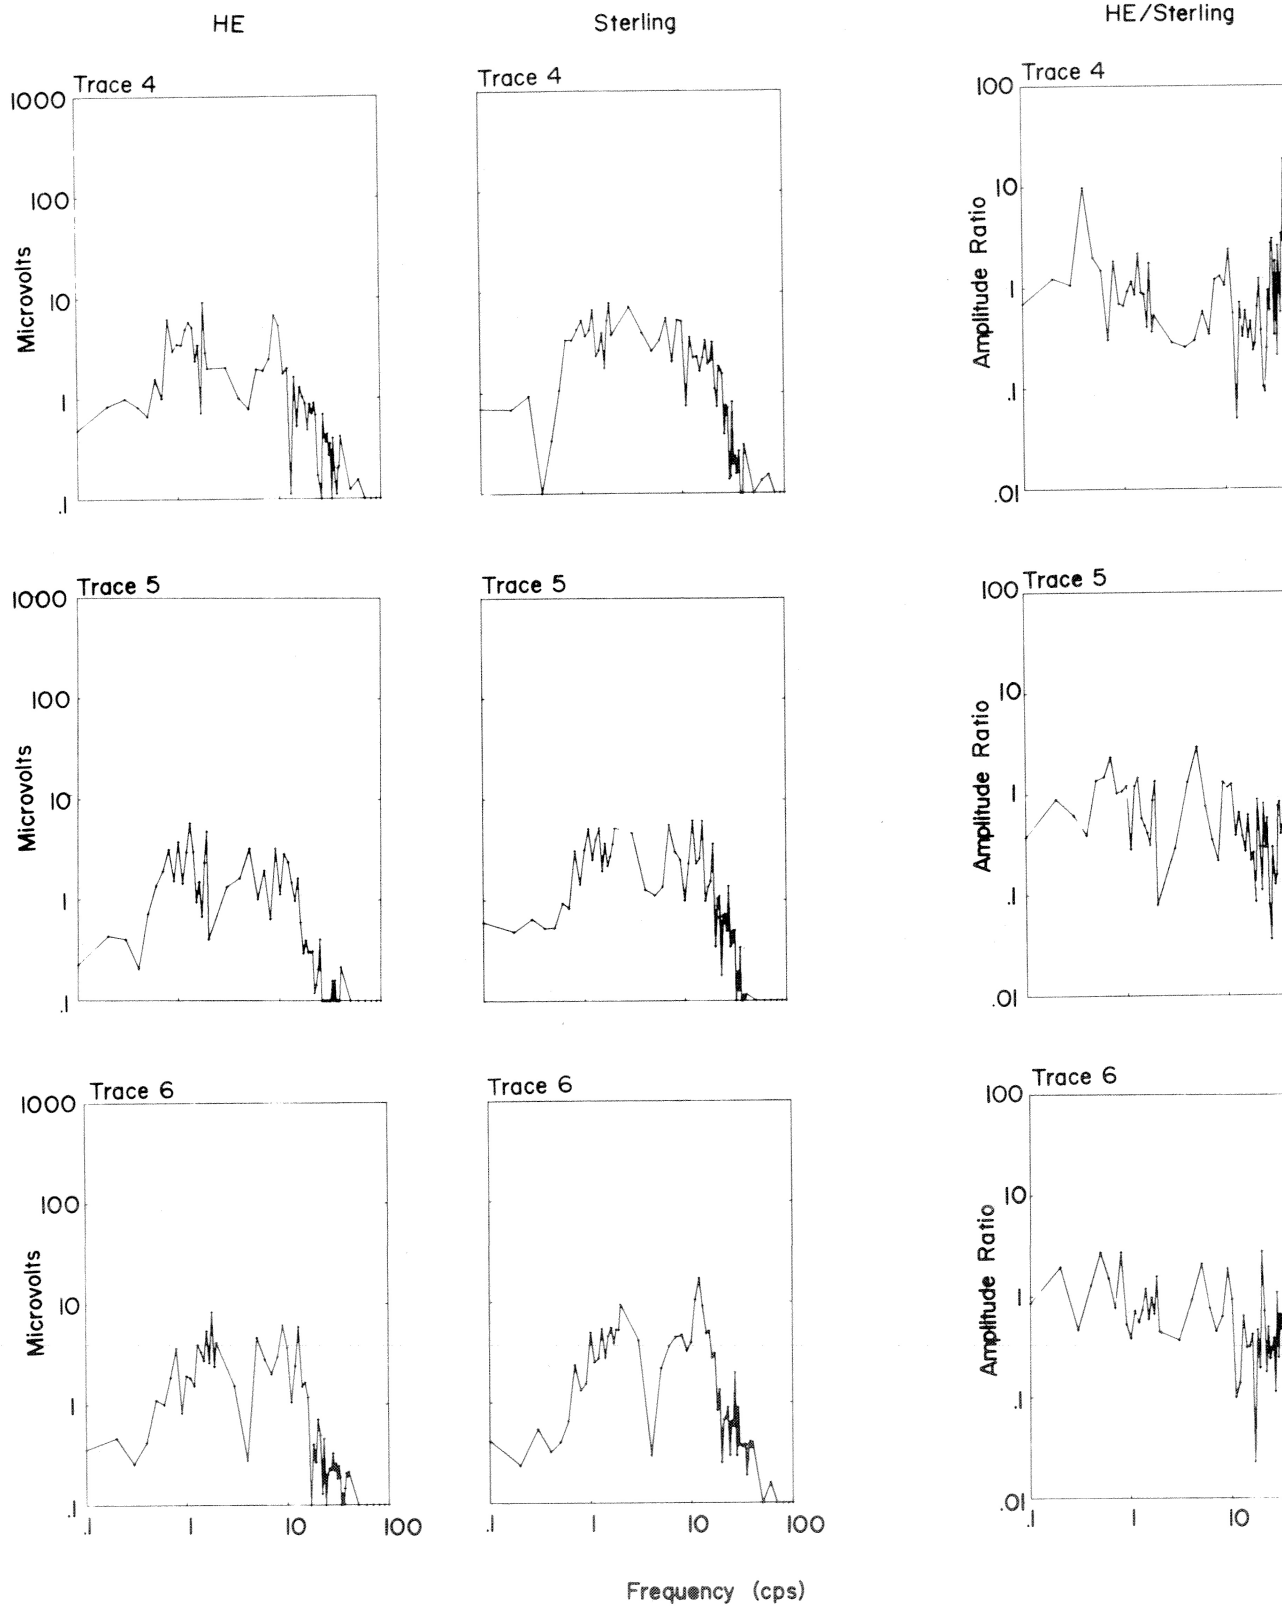 HE Sterling HE/Sterling
Trace 4 Trace 4 Trace 4
1000
100
10
1
.1
Microvolts
100
10
1
.1
.01
Amplitude Ratio
Trace 5 Trace 5 Trace 5
1000
100
10
1
.1
Microvolts
100
10
1
.1
.01
Amplitude Ratio
Trace 6 Trace 6 Trace 6
1000
100
10
1
.1
Microvolts
100
10
1
.1
.01
Amplitude Ratio
.1 1 10 100 .1 1 10 100 .1 1 10
Frequency (cps)